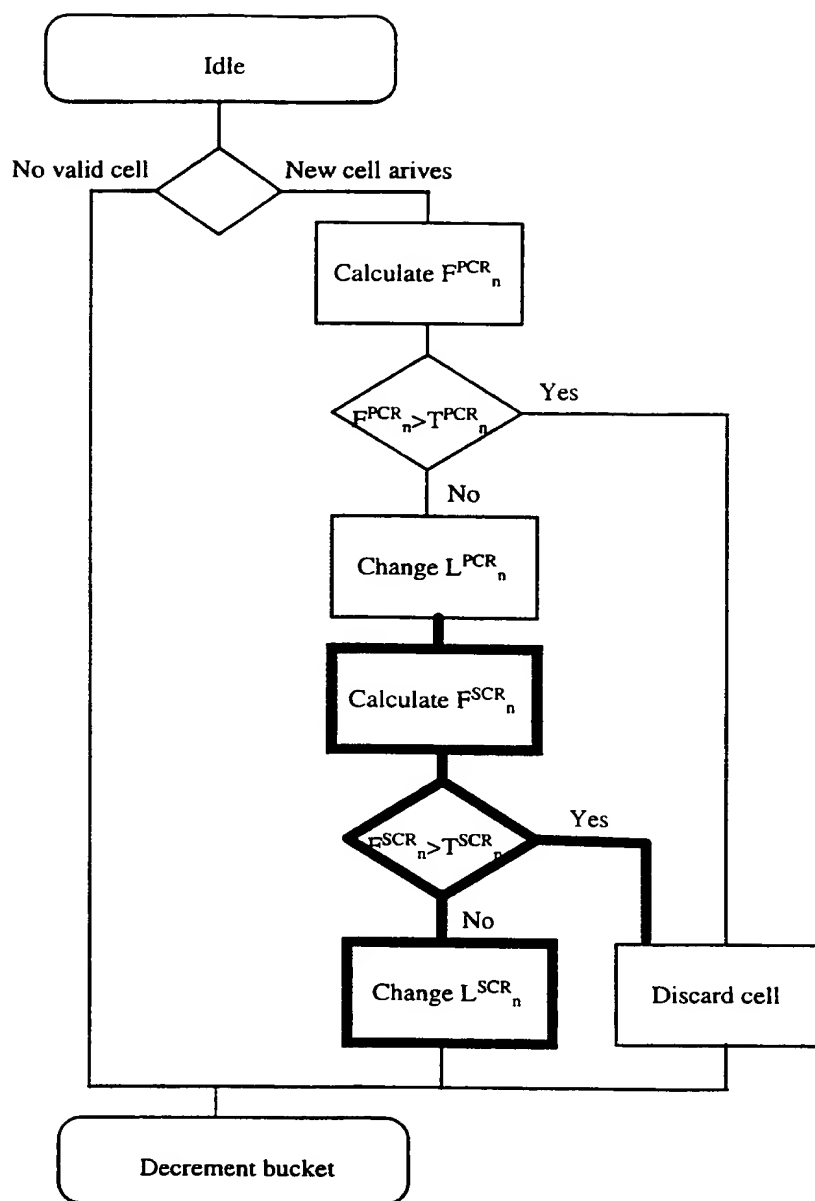 Idle
No valid cell
New cell arives
Calculate F^PCR_n
F^PCR_n>T^PCR_n
Yes
No
Change L^PCR_n
Calculate F^SCR_n
F^SCR_n>T^SCR_n
Yes
No
Change L^SCR_n
Discard cell
Decrement bucket